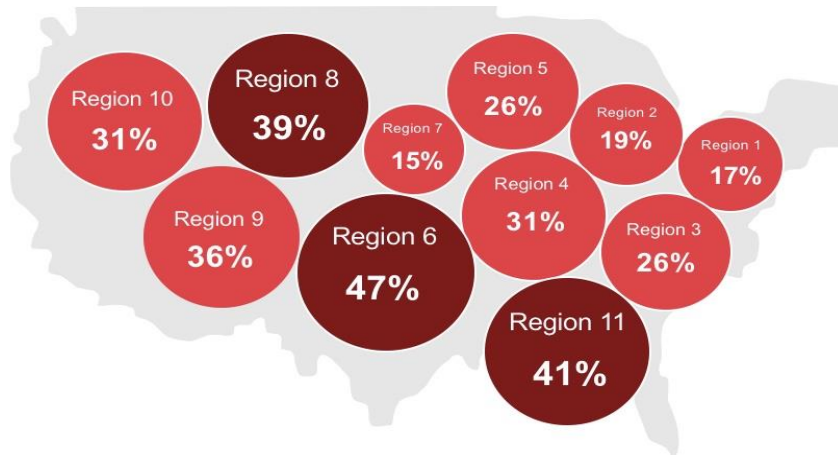 Region 10
31%
Region 8
39%
Region 7
15%
Region 5
26%
Region 2
19%
Region 1
17%
Region 9
36%
Region 6
47%
Region 4
31%
Region 3
26%
Region 11
41%